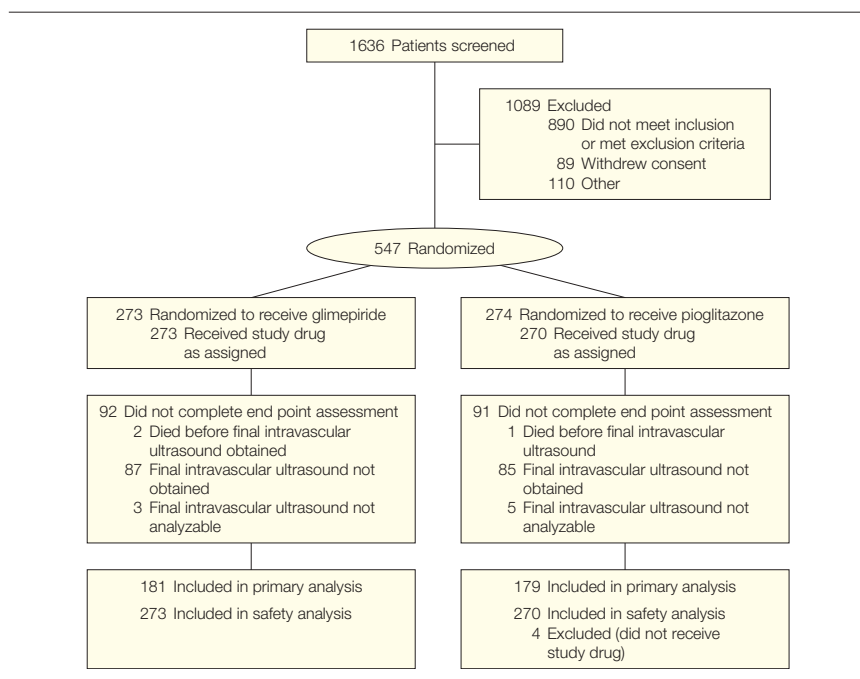 1636 Patients screened
1089 Excluded
890 Did not meet inclusion
or met exclusion criteria
89 Withdrew consent
110 Other
547 Randomized
273 Randomized to receive glimepiride
273 Received study drug
as assigned
274 Randomized to receive pioglitazone
270 Received study drug
as assigned
92 Did not complete end point assessment
2 Died before final intravascular
ultrasound obtained
87 Final intravascular ultrasound not
obtained
3 Final intravascular ultrasound not
analyzable
91 Did not complete end point assessment
1 Died before final intravascular
ultrasound
85 Final intravascular ultrasound not
obtained
5 Final intravascular ultrasound not
analyzable
181 Included in primary analysis
273 Included in safety analysis
179 Included in primary analysis
270 Included in safety analysis
4 Excluded (did not receive
study drug)